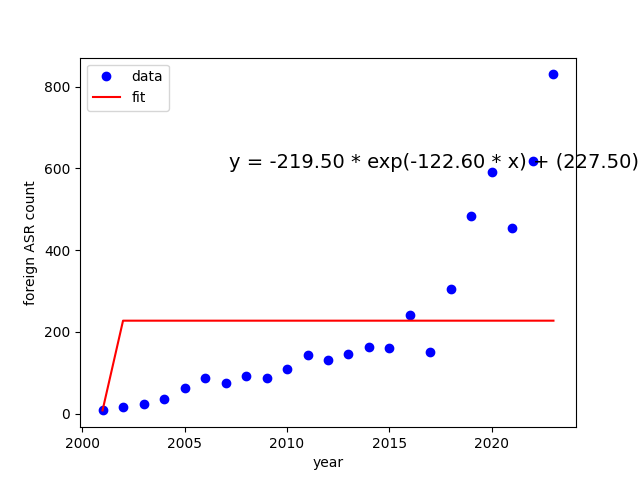 data
fit
y = -219.50 * exp(-122.60 * x) + (227.50)
800
600
400
200
0
foreign ASR count
2000 2005 2010 2015 2020
year